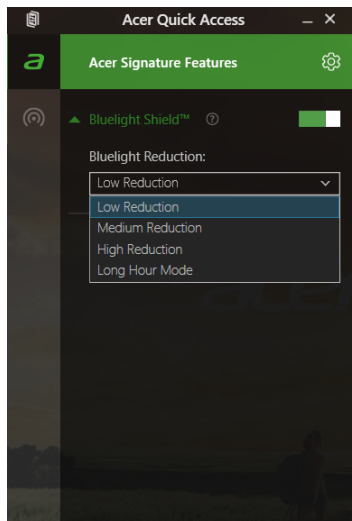 Acer Quick Access
Acer Signature Features
Bluelight Shield™
Bluelight Reduction:
Low Reduction
Low Reduction
Medium Reduction
High Reduction
Long Hour Mode
acer